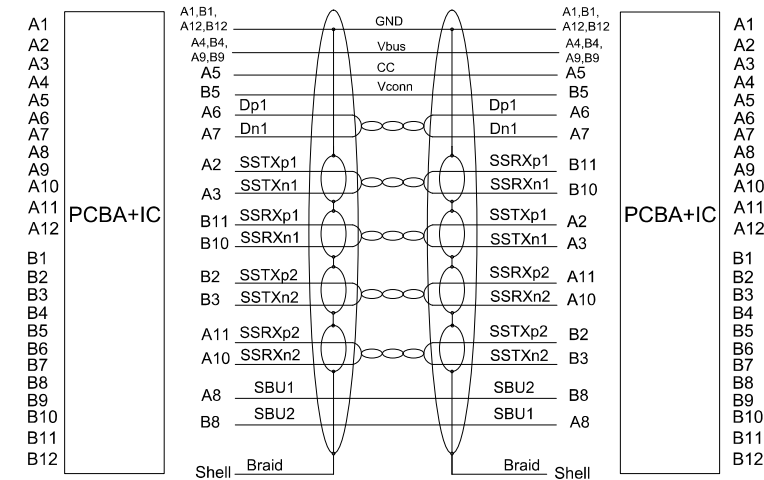 A1
A2
A3
A4
A5
A6
A7
A8
A9
A10
A11
A12
B1
B2
B3
B4
B5
B6
B7
B8
B9
B10
B11
B12
PCBA+IC
A1,B1,
A12,B12 GND A1,B1,
A12,B12
A4,B4,
A9,B9 Vbus A4,B4,
A9,B9
A5 CC A5
B5 Vconn B5
A6 Dp1 Dp1 A6
A7 Dn1 Dn1 A7
A2 SSTXp1 SSRXp1 B11
A3 SSTXn1 SSRXn1 B10
B11 SSRXp1 SSTXp1 A2
B10 SSRXn1 SSTXn1 A3
B2 SSTXp2 SSRXp2 A11
B3 SSTXn2 SSRXn2 A10
A11 SSRXp2 SSTXp2 B2
A10 SSRXn2 SSTXn2 B3
A8 SBU1 SBU2 B8
B8 SBU2 SBU1 A8
Shell Braid Braid Shell
PCBA+IC
A1
A2
A3
A4
A5
A6
A7
A8
A9
A10
A11
A12
B1
B2
B3
B4
B5
B6
B7
B8
B9
B10
B11
B12